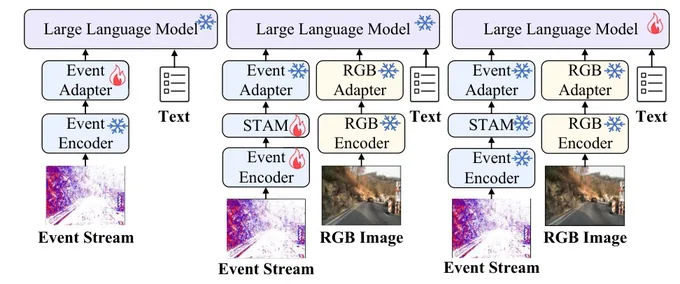 Large Language Model
Event
Adapter
Text
Event
Encoder
Event Stream
Large Language Model
Event
Adapter
RGB
Adapter
Text
STAM
RGB
Encoder
Event
Encoder
RGB Image
Event Stream
Large Language Model
Event
Adapter
RGB
Adapter
Text
STAM
RGB
Encoder
Event
Encoder
RGB Image
Event Stream